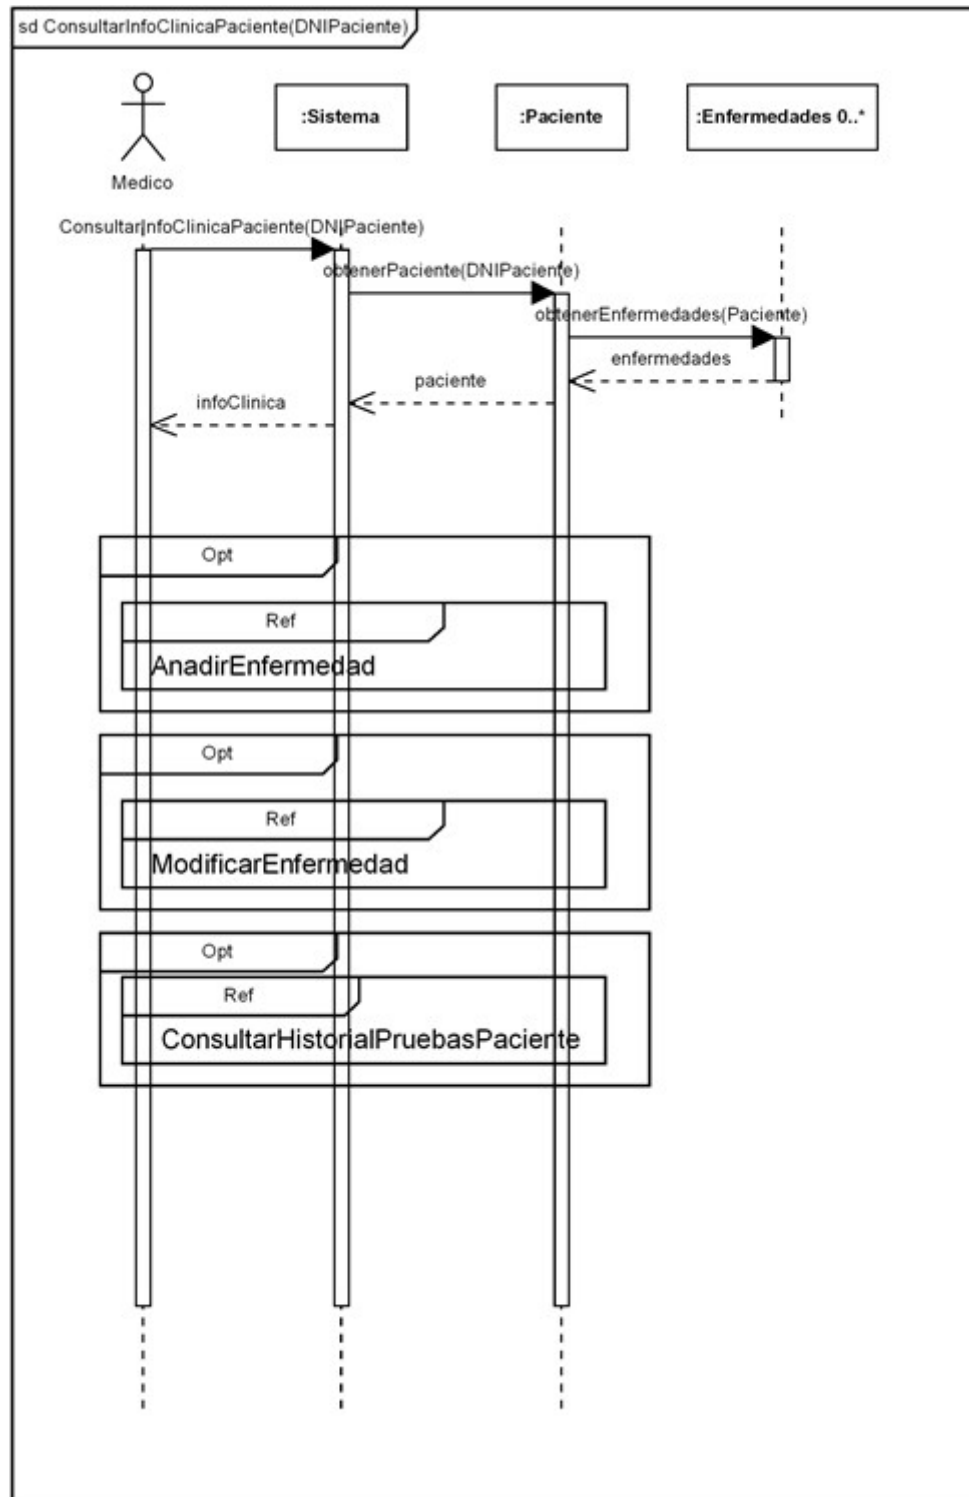 sd ConsultarInfoClinicaPaciente(DNIPaciente)
:Sistema
:Paciente
:Enfermedades 0..*
Medico
ConsultarInfoClinicaPaciente(DNIPaciente)
obtenerPaciente(DNIPaciente)
obtenerEnfermedades(Paciente)
enfermedades
paciente
infoClinica
Opt
Ref
AnadirEnfermedad
Opt
Ref
ModificarEnfermedad
Opt
Ref
ConsultarHistorialPruebasPaciente